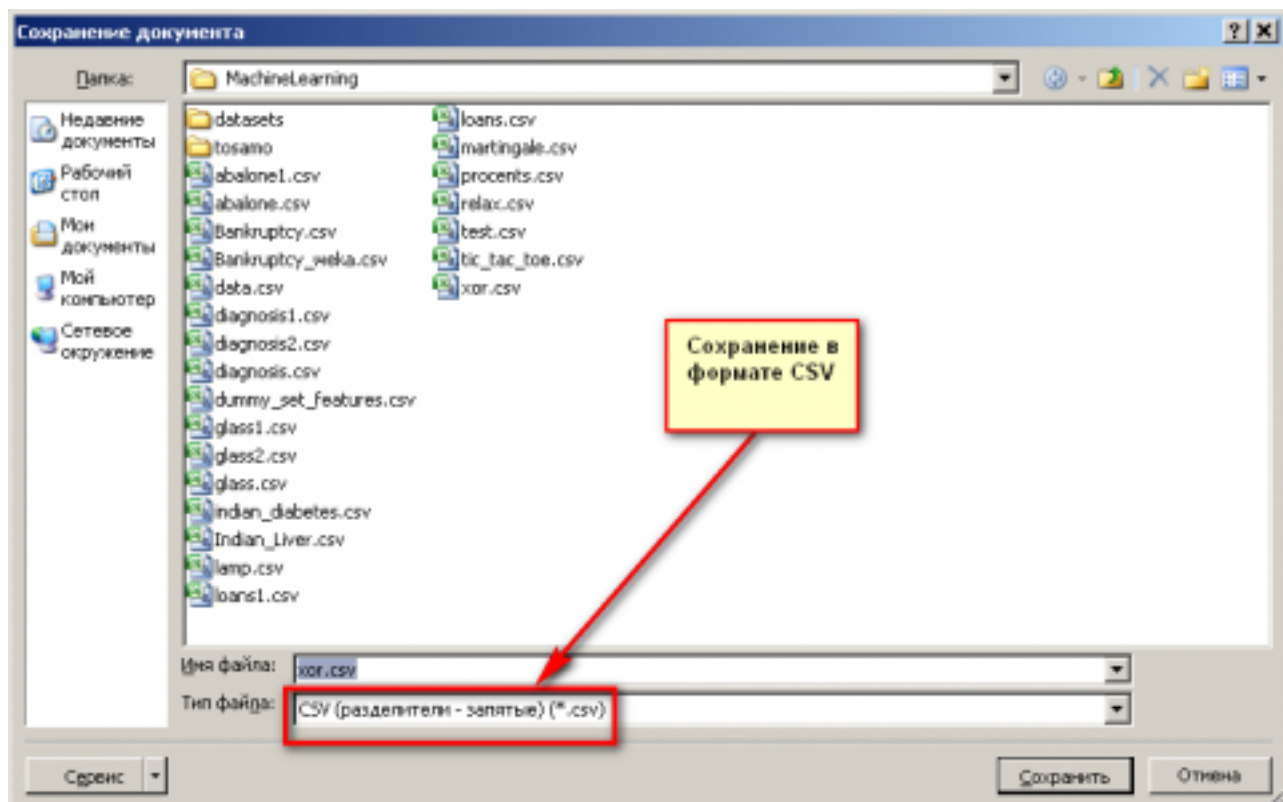 Сохранение документа
Папка:
MachineLearning
Недавние
документы
Рабочий
стол
Мои
документы
Мой
компьютер
Сетевое
окружение
datasets
tosamo
abalone1.csv
abalone.csv
Bankruptcy.csv
Bankruptcy_weka.csv
data.csv
diagnosis1.csv
diagnosis2.csv
diagnosis.csv
dummy_set_features.csv
glass1.csv
glass2.csv
glass.csv
indian_diabetes.csv
Indian_Liver.csv
lamp.csv
loans1.csv
loans.csv
martingale.csv
procents.csv
relax.csv
test.csv
tic_tac_toe.csv
xor.csv
Сохранение в
формате CSV
Имя файла:
xor.csv
Тип файла:
CSV (разделители - запятые) (*.csv)
Сервис
Сохранить
Отмена